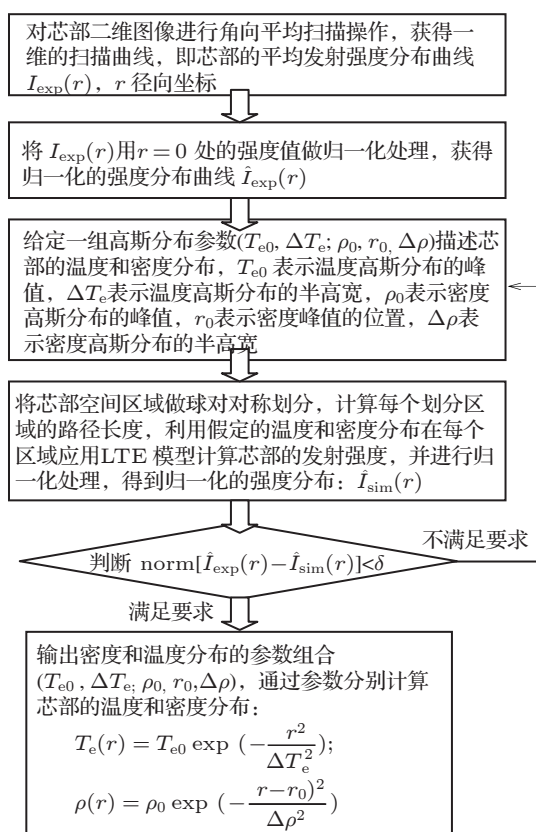 对芯部二维图像进行角向平均扫描操作，获得一
维的扫描曲线，即芯部的平均发射强度分布曲线
I_exp(r)，r 径向坐标
将 I_exp(r)用r = 0 处的强度值做归一化处理，获得
归一化的强度分布曲线 Î_exp(r)
给定一组高斯分布参数(T_e0, ΔT_e; ρ_0, r_0, Δρ)描述芯
部的温度和密度分布，T_e0 表示温度高斯分布的峰
值，ΔT_e表示温度高斯分布的半高宽，ρ_0表示密度
高斯分布的峰值，r_0表示密度峰值的位置，Δρ表
示密度高斯分布的半高宽
将芯部空间区域做球对对称划分，计算每个划分区
域的路径长度，利用假定的温度和密度分布在每个
区域应用LTE 模型计算芯部的发射强度，并进行归
一化处理，得到归一化的强度分布：Î_sim(r)
不满足要求
判断 norm[Î_exp(r)−Î_sim(r)]<δ
满足要求
输出密度和温度分布的参数组合
(T_e0 , ΔT_e; ρ_0, r_0,Δρ)，通过参数分别计算
芯部的温度和密度分布：
T_e(r) = T_e0 exp (−r^2/ΔT_e^2);
ρ(r) = ρ_0 exp (−r−r_0)^2/Δρ^2)